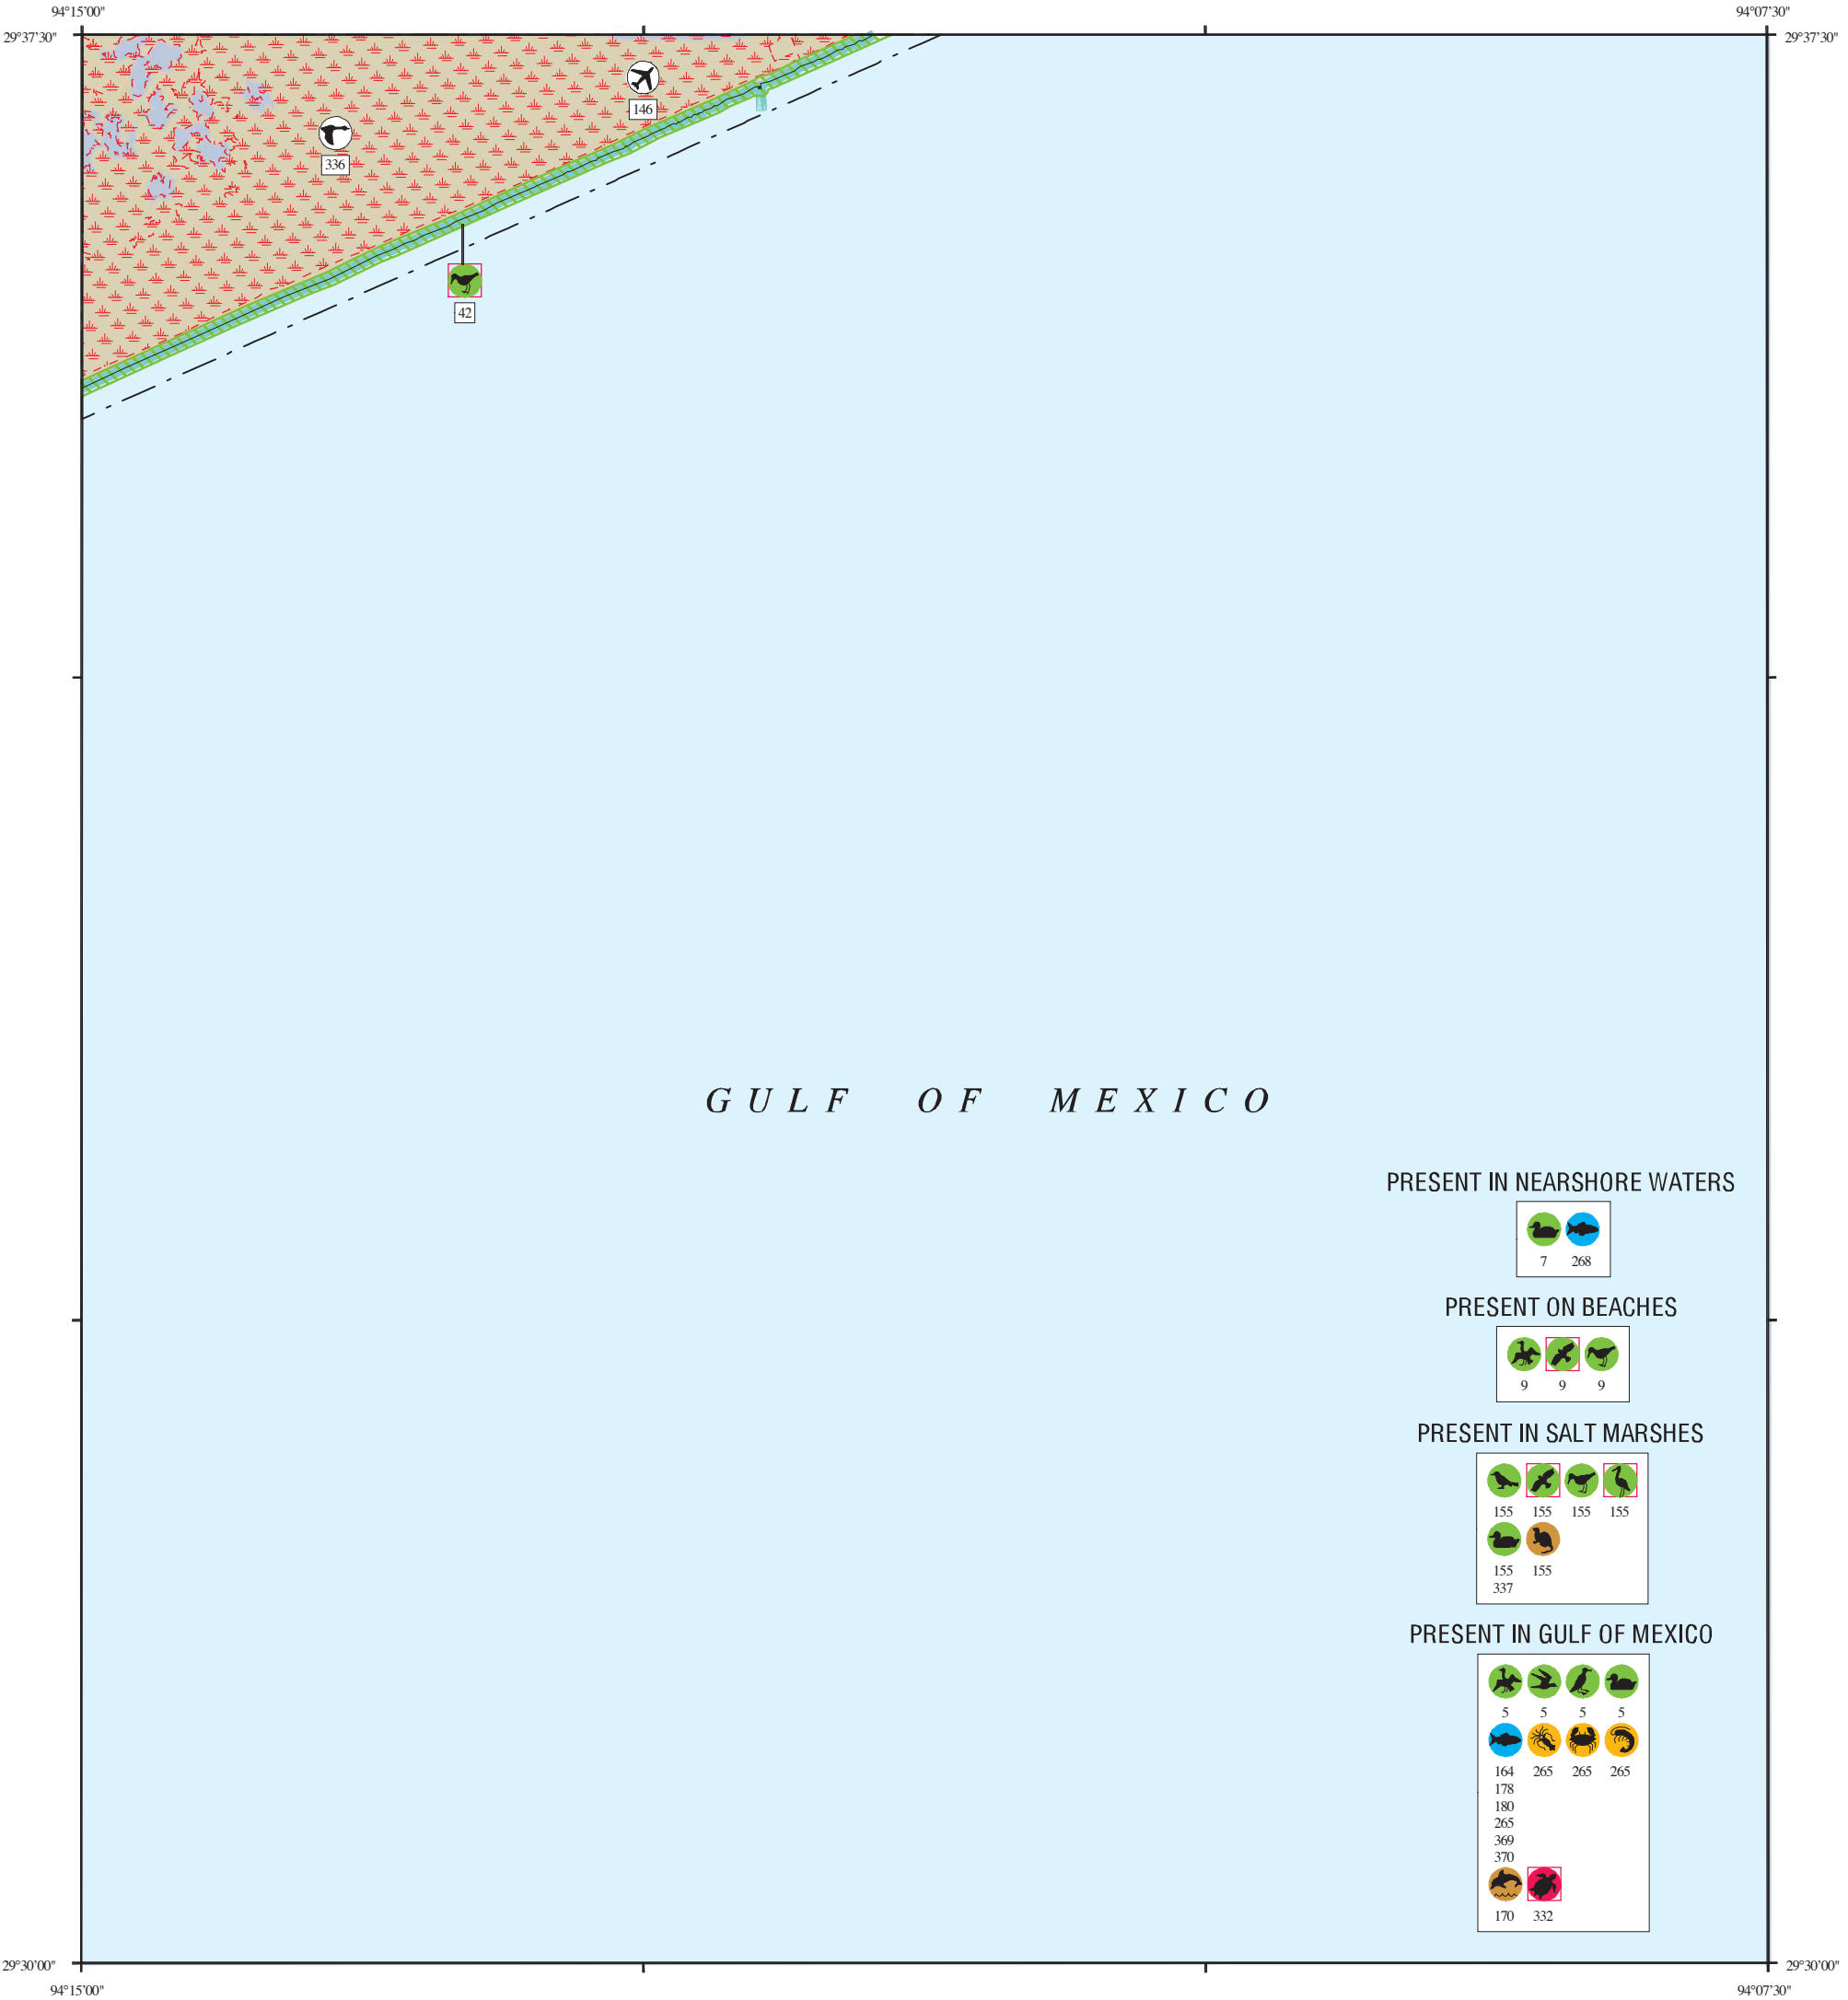 94°15'00"
94°07'30"
29°37'30"
29°37'30"
146
336
42
GULF OF MEXICO
PRESENT IN NEARSHORE WATERS
7 268
PRESENT ON BEACHES
9 9 9
PRESENT IN SALT MARSHES
155 155 155 155
155 155
337
PRESENT IN GULF OF MEXICO
5 5 5 5
164 265 265 265
178
180
265
369
370
170 332
29°30'00"
29°30'00"
94°15'00"
94°07'30"